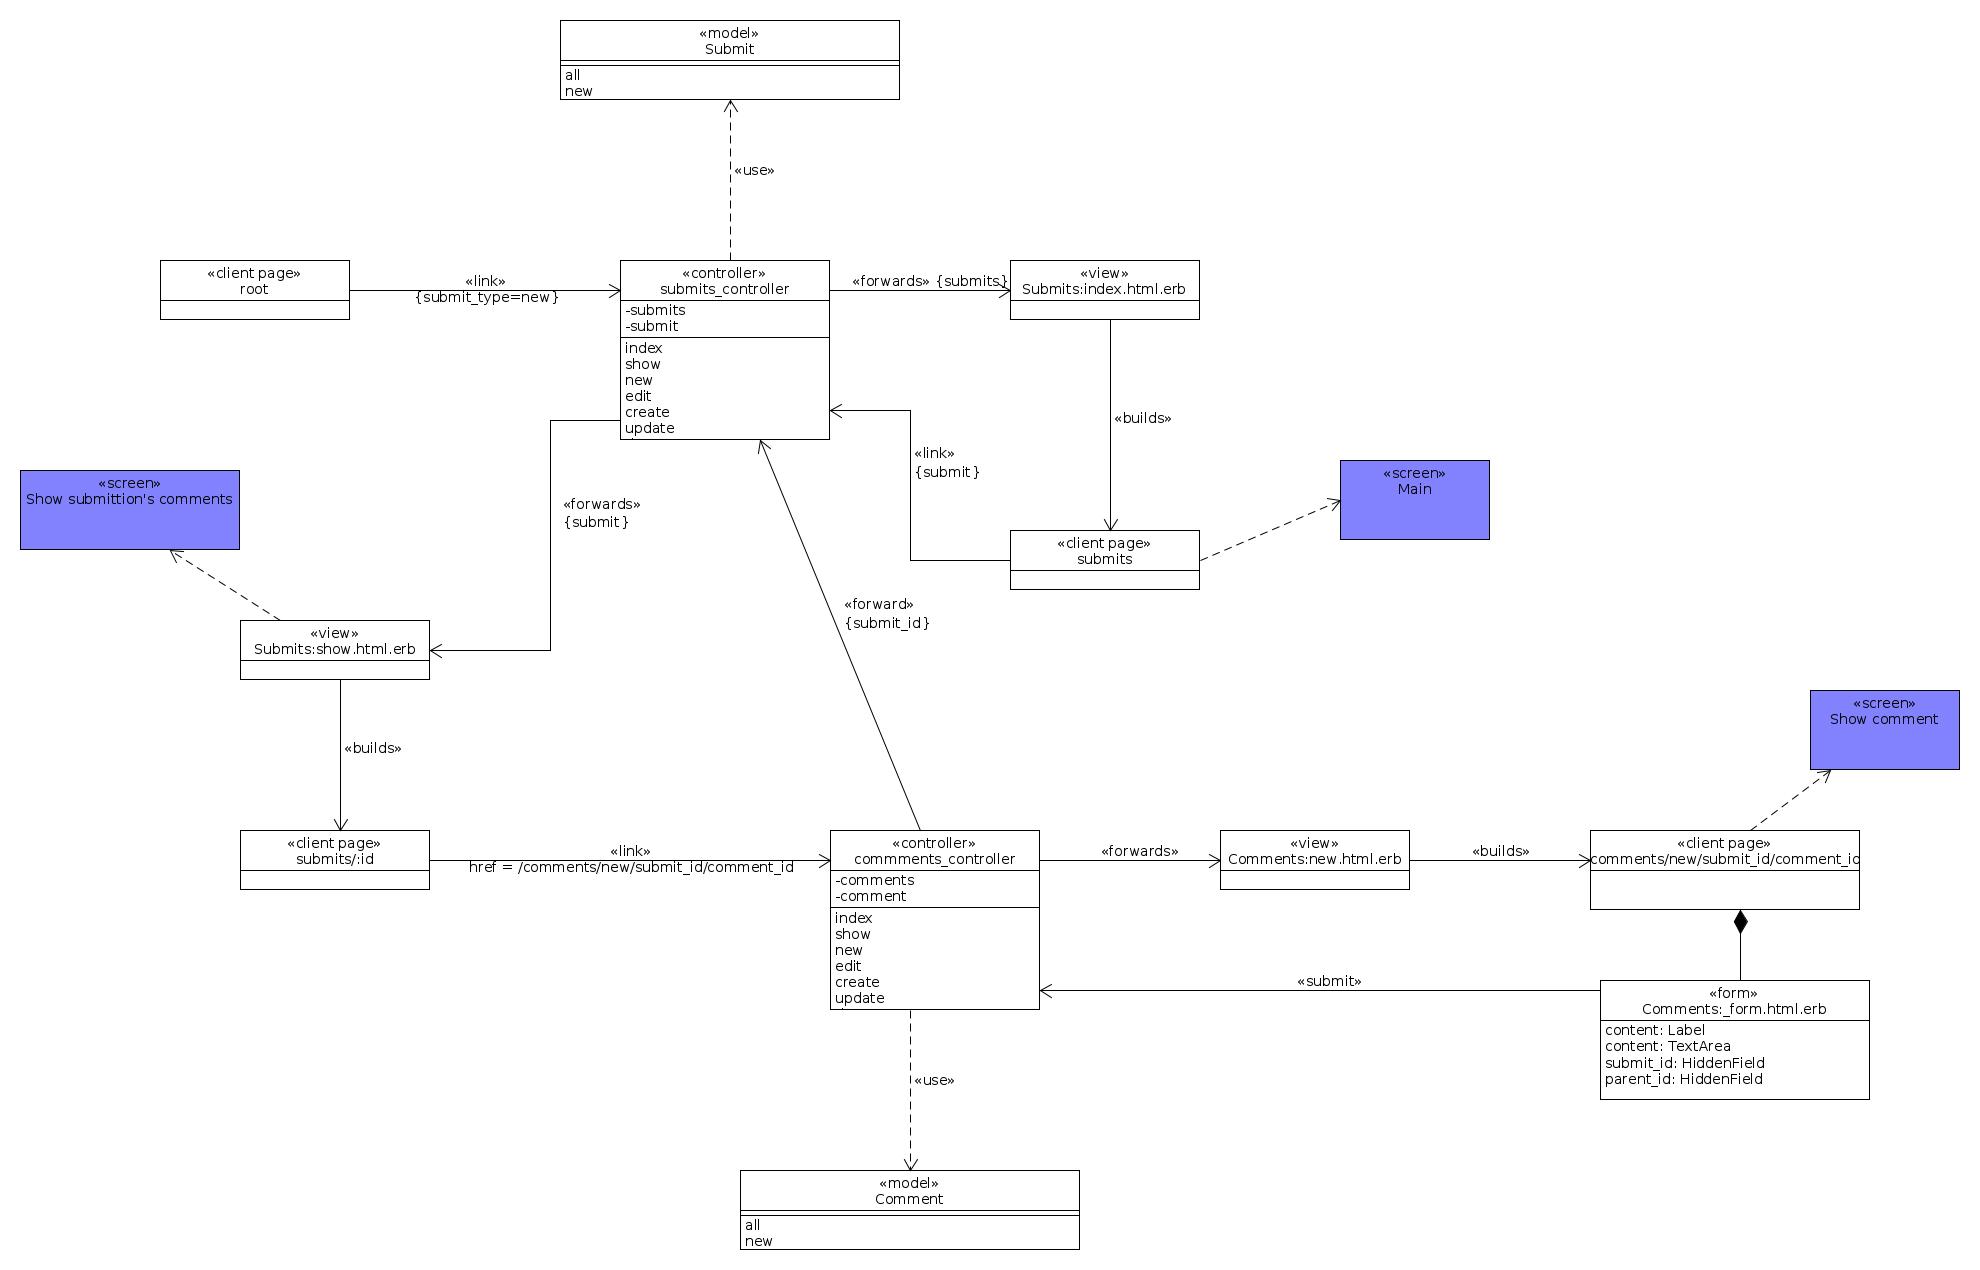 «model»
Submit
all
new
«use»
«client page»
root
«link»
{submit_type=new}
«controller»
submits_controller
-submits
-submit
index
show
new
edit
create
update
«forwards» {submits}
«view»
Submits:index.html.erb
«builds»
«link»
{submit}
«screen»
Main
«client page»
submits
«screen»
Show submittion's comments
«forwards»
{submit}
«forward»
{submit_id}
«view»
Submits:show.html.erb
«builds»
«screen»
Show comment
«client page»
submits/:id
«link»
href = /comments/new/submit_id/comment_id
«controller»
commments_controller
-comments
-comment
index
show
new
edit
create
update
«forwards»
«view»
Comments:new.html.erb
«builds»
«client page»
comments/new/submit_id/comment_id
«submit»
«form»
Comments:_form.html.erb
content: Label
content: TextArea
submit_id: HiddenField
parent_id: HiddenField
«use»
«model»
Comment
all
new